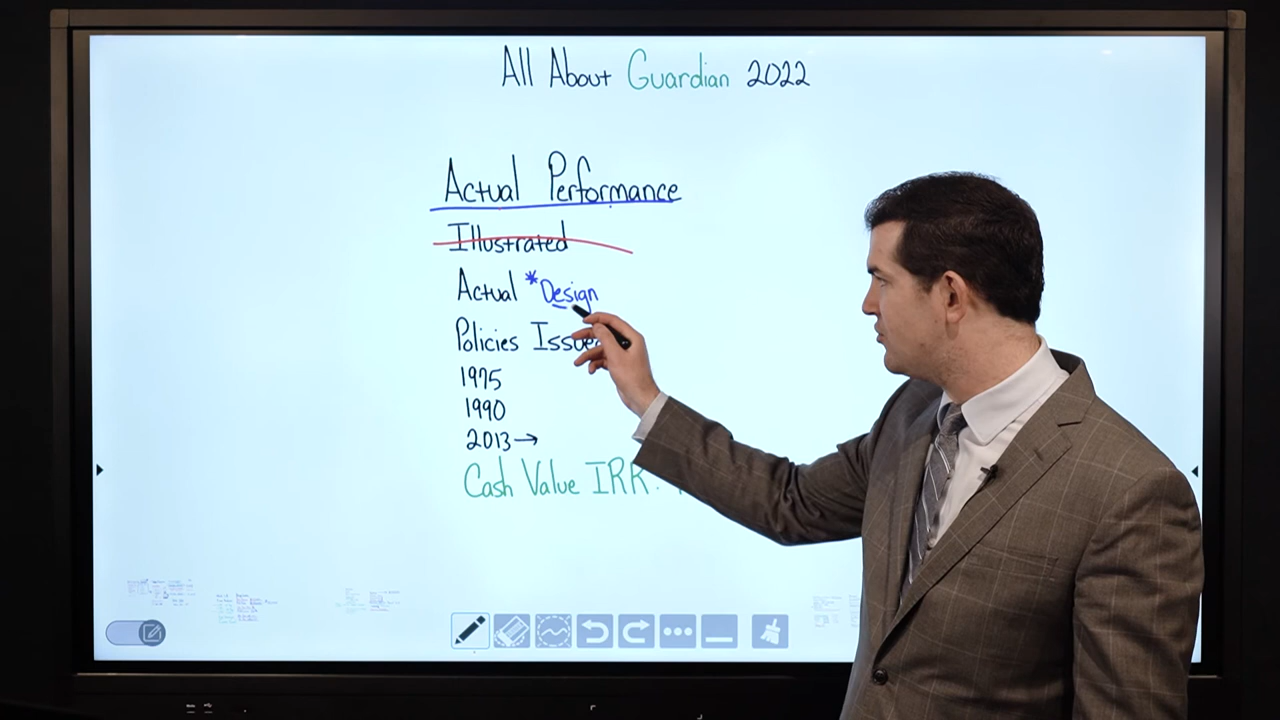 All About Guardian 2022
Actual Performance
Illustrated
Actual *Design
Policies Issued
1975
1990
2013→
Cash Value IRR: